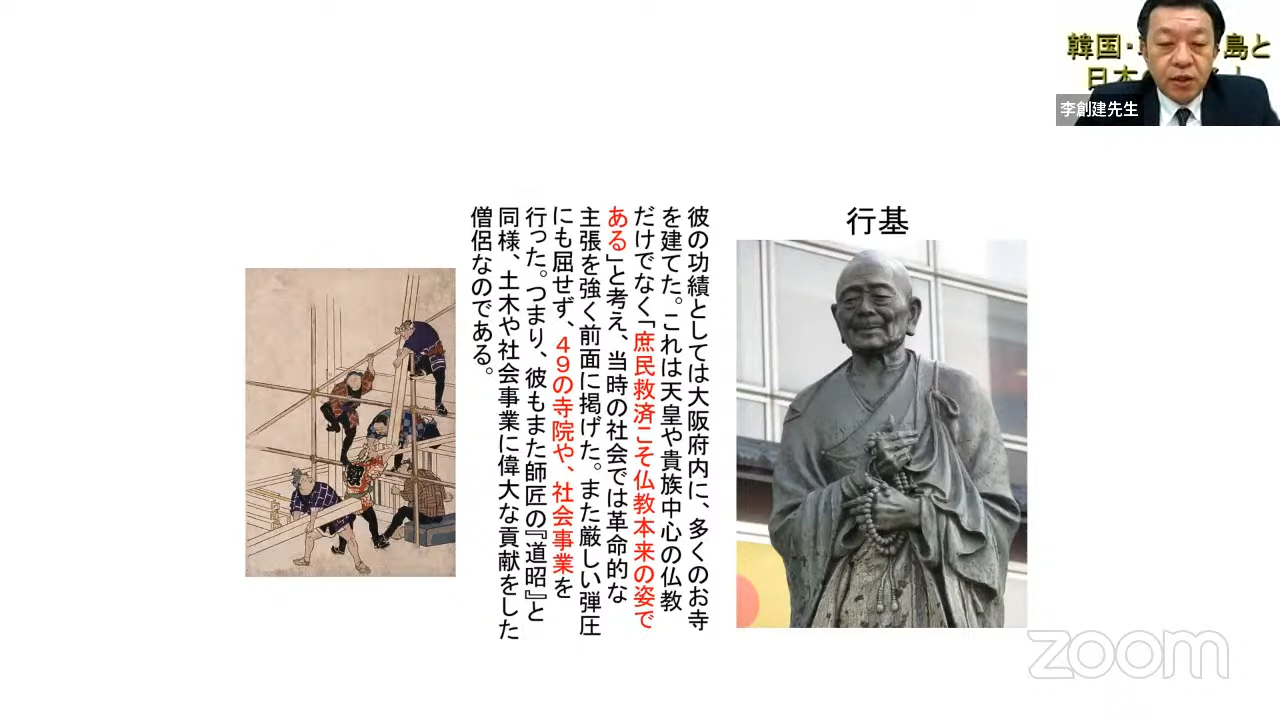 韓国・
島と
日本
李創建先生
行基
彼の功績としては大阪府内に、多くのお寺
を建てた。これは天皇や貴族中心の仏教
だけでなく「庶民救済こそ仏教本来の姿で
ある」と考え、当時の社会では革命的な
主張を強く前面に掲げた。また厳しい弾圧
にも屈せず、４９の寺院や、社会事業を
行った。つまり、彼もまた師匠の『道昭』と
同様、土木や社会事業に偉大な貢献をした
僧侶なのである。
zoom